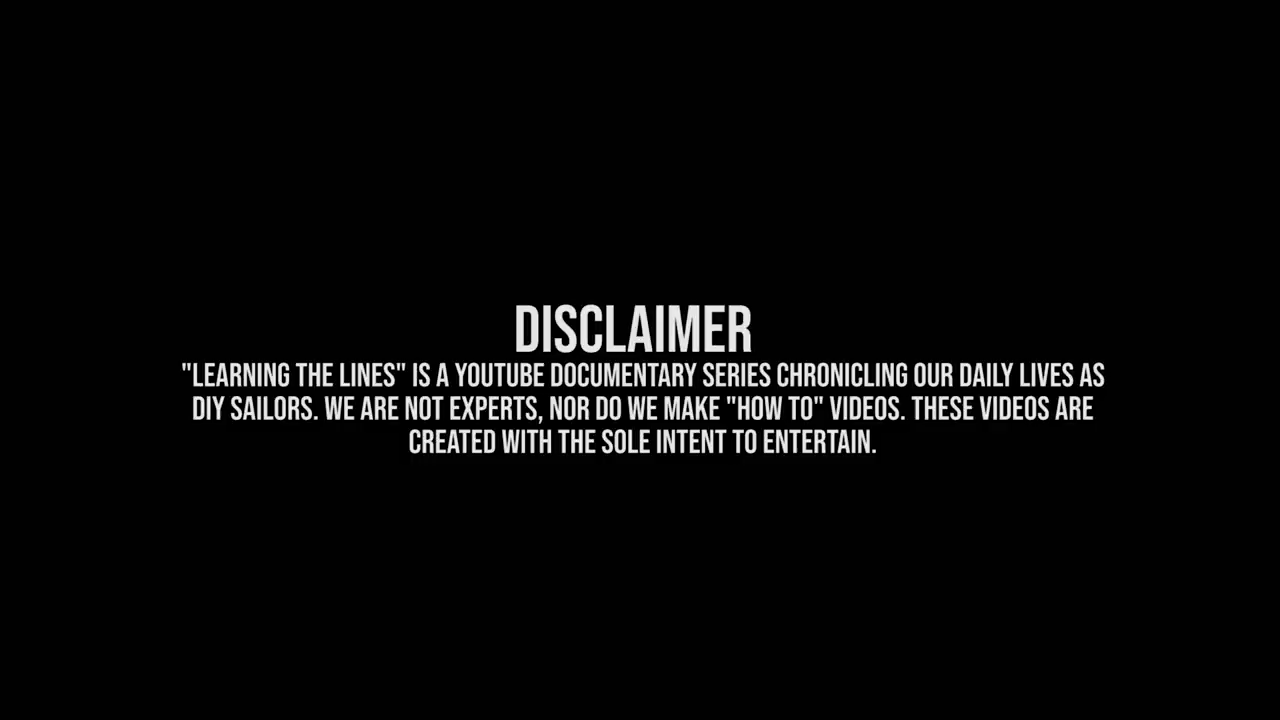 DISCLAIMER
"LEARNING THE LINES" IS A YOUTUBE DOCUMENTARY SERIES CHRONICLING OUR DAILY LIVES AS
DIY SAILORS. WE ARE NOT EXPERTS, NOR DO WE MAKE "HOW TO" VIDEOS. THESE VIDEOS ARE
CREATED WITH THE SOLE INTENT TO ENTERTAIN.